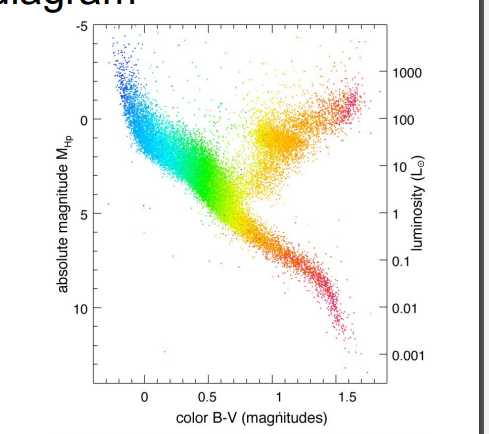 diagram
-5
0
5
10
absolute magnitude M_Hp
1000
100
10
1
0.1
0.01
0.001
luminosity (L⊙)
0 0.5 1 1.5
color B-V (magnitudes)